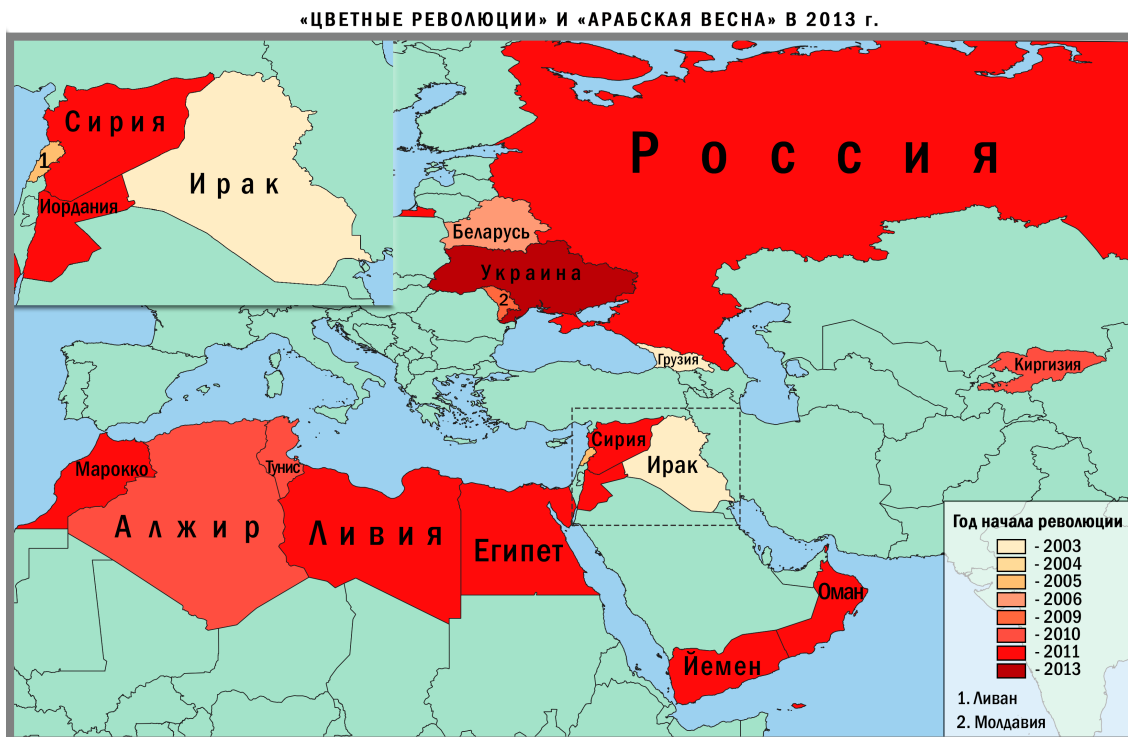 «ЦВЕТНЫЕ РЕВОЛЮЦИИ» И «АРАБСКАЯ ВЕСНА» В 2013 г.
Сирия
1
Ирак
Иордания
Россия
Беларусь
Украина
2
Грузия
Киргизия
Сирия
Ирак
Марокко
Тунис
Алжир
Ливия
Египет
Оман
Йемен
Год начала революции
- 2003
- 2004
- 2005
- 2006
- 2009
- 2010
- 2011
- 2013
1. Ливан
2. Молдавия